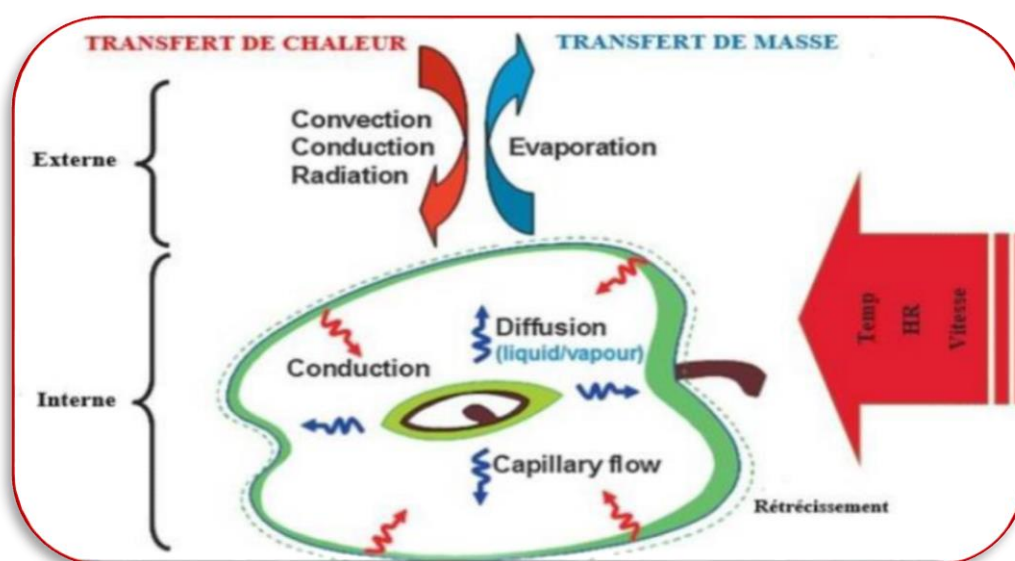 TRANSFERT DE CHALEUR
TRANSFERT DE MASSE
Externe
Convection
Conduction
Radiation
Evaporation
Interne
Conduction
Diffusion
(liquid/vapour)
Capillary flow
Temp
HR
Vitesse
Rétrécissement